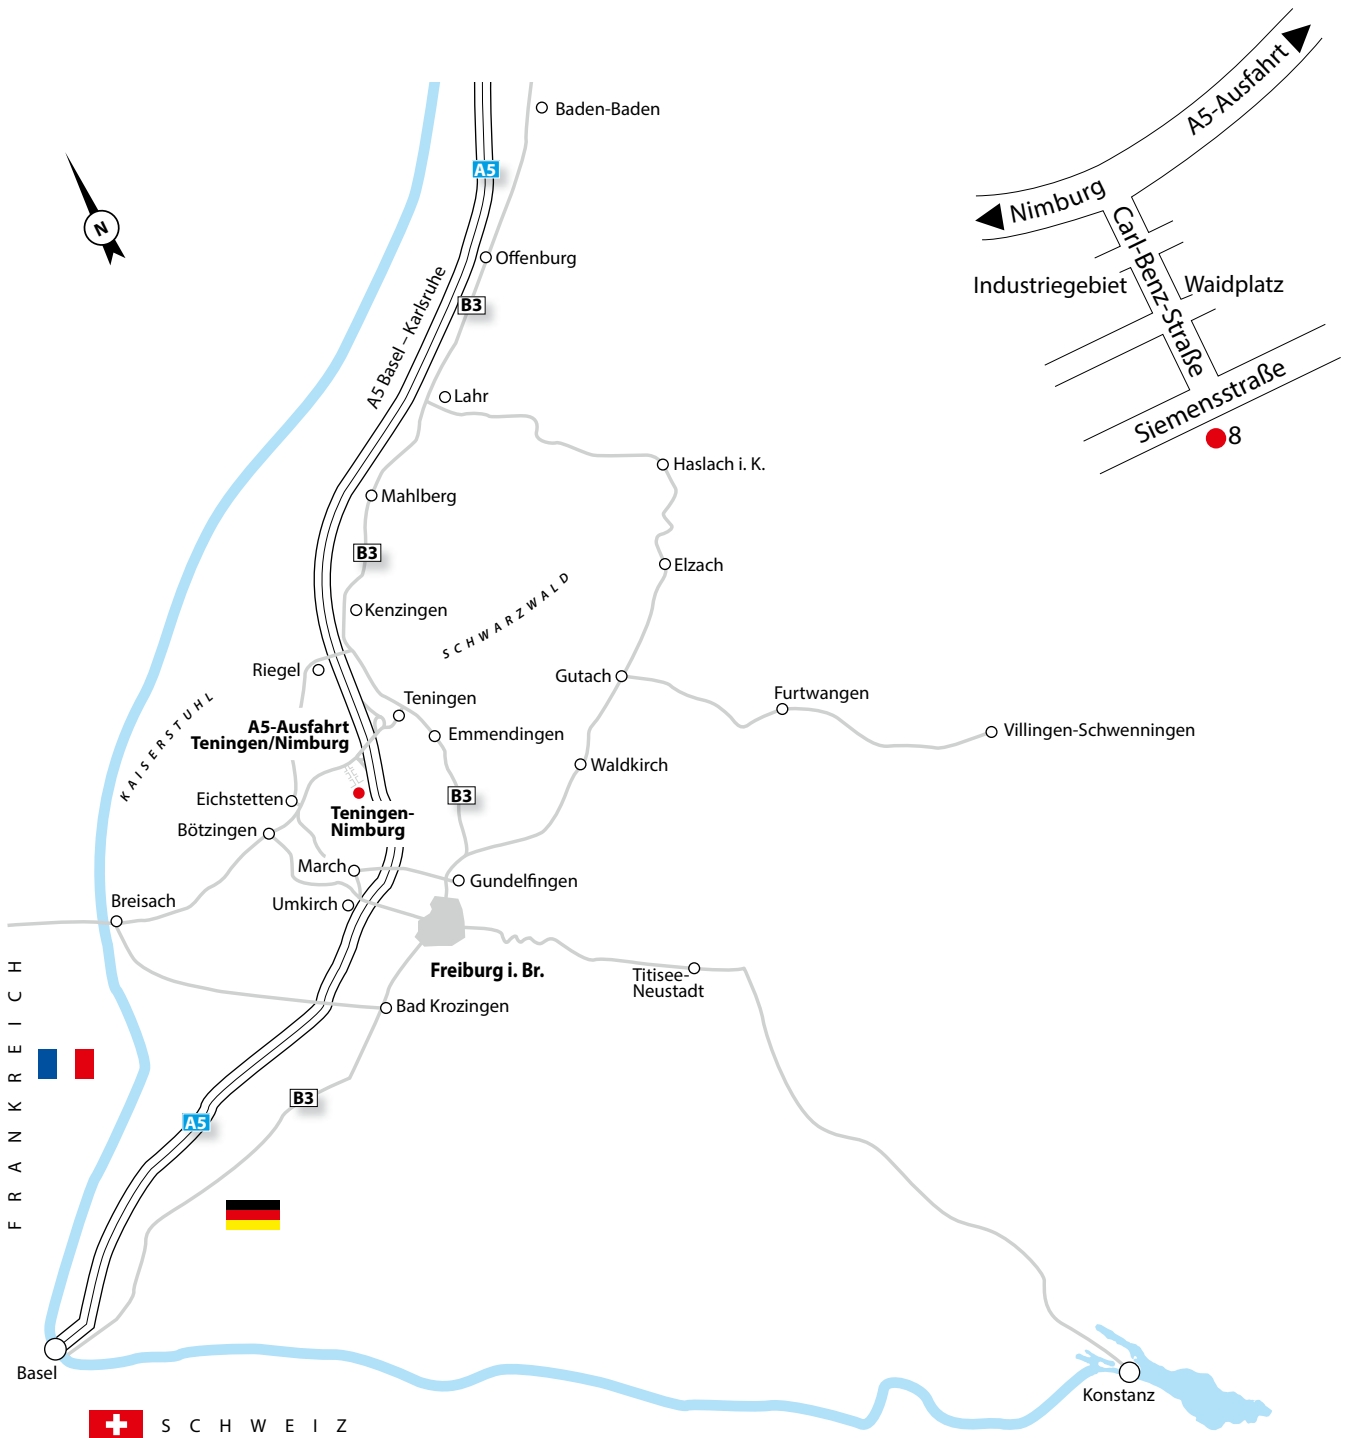 Baden-Baden
A5-Ausfahrt
A5
N
Nimburg
Carl-Benz-Straße
Offenburg
Industriegebiet
Waidplatz
B3
A5 Basel – Karlsruhe
Lahr
Siemensstraße
8
Haslach i. K.
Mahlberg
B3
Elzach
SCHWARZWALD
Kenzingen
Riegel
Gutach
Teningen
Furtwangen
KAISERSTUHL
A5-Ausfahrt
Teningen/Nimburg
Emmendingen
Villingen-Schwenningen
Waldkirch
Eichstetten
B3
Teningen-
Nimburg
Bötzingen
March
Gundelfingen
Breisach
Umkirch
Freiburg i. Br.
Titisee-
Neustadt
FRANKREICH
Bad Krozingen
B3
A5
Basel
Konstanz
SCHWEIZ